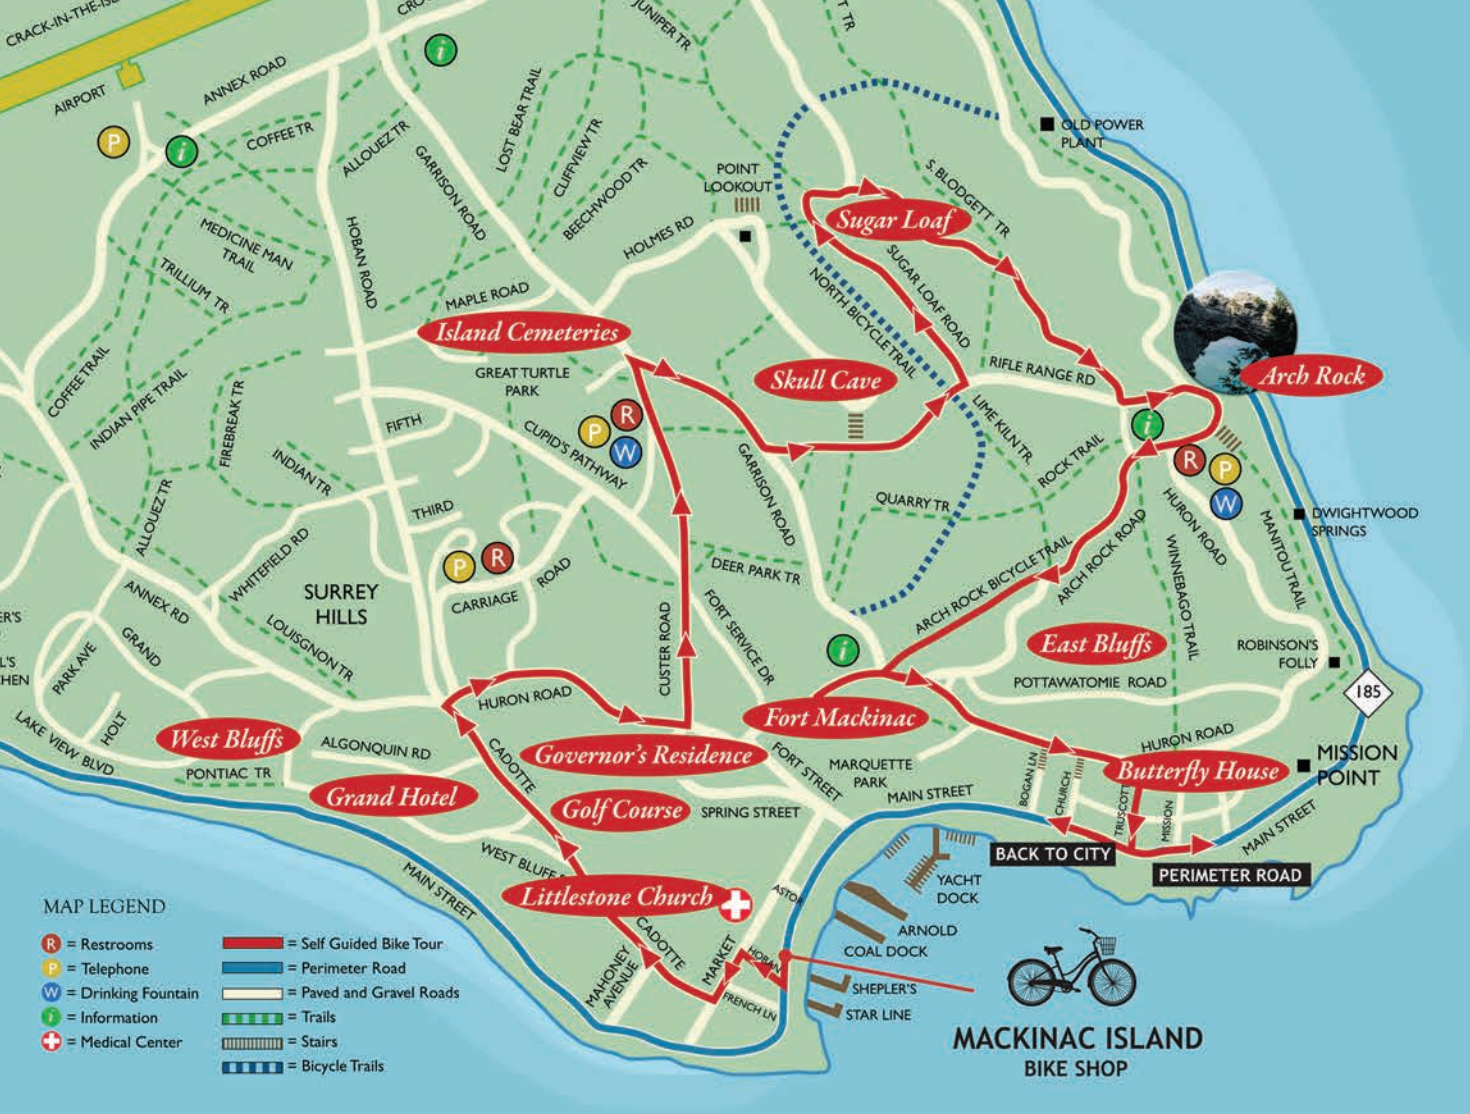 CRACK-IN-THE-ISL
CRO
JUNIPER TR
T TR
AIRPORT
ANNEX ROAD
i
P
i
COFFEE TR
ALLOUEZ TR
GARRISON ROAD
LOST BEAR TRAIL
CLIFFVIEW TR
BEECHWOOD TR
POINT
LOOKOUT
HOLMES RD
OLD POWER
PLANT
S. BLODGETT TR
Sugar Loaf
SUGAR LOAF ROAD
NORTH BICYCLE TRAIL
MEDICINE MAN
TRAIL
TRILLIUM TR
HOBAN ROAD
MAPLE ROAD
Island Cemeteries
GREAT TURTLE
PARK
Skull Cave
RIFLE RANGE RD
Arch Rock
COFFEE TRAIL
INDIAN PIPE TRAIL
FIREBREAK TR
FIFTH
CUPID'S PATHWAY
R
P
W
GARRISON ROAD
LIME KILN TR
ROCK TRAIL
i
R
P
W
INDIAN TR
THIRD
QUARRY TR
HURON ROAD
MANITOU TRAIL
DWIGHTWOOD
SPRINGS
ALLOUEZ TR
WHITEFIELD RD
P
R
ROAD
CARRIAGE
DEER PARK TR
ARCH ROCK BICYCLE TRAIL
ARCH ROCK ROAD
WINNEBAGO TRAIL
SURREY
HILLS
ANNEX RD
GRAND
LOUISGNON TR
ER'S
L'S
HEN
PARK AVE
CUSTER ROAD
FORT SERVICE DR
i
East Bluffs
ROBINSON'S
FOLLY
POTTAWATOMIE ROAD
185
HURON ROAD
Fort Mackinac
LAKE VIEW BLVD
HOLT
West Bluffs
PONTIAC TR
ALGONQUIN RD
CADOTTE
Governor's Residence
FORT STREET
MARQUETTE
PARK
HURON ROAD
Butterfly House
MISSION
POINT
Grand Hotel
Golf Course
SPRING STREET
MAIN STREET
BOGAN LN
CHURCH
TRUSCOTT
MISSION
MAIN STREET
BACK TO CITY
PERIMETER ROAD
WEST BLUFF
MAIN STREET
Littlestone Church
ASTOR
YACHT
DOCK
ARNOLD
COAL DOCK
CADOTTE
MAHONEY
AVENUE
MARKET
HOBAN
FRENCH LN
SHEPLER'S
STAR LINE
MAP LEGEND
R = Restrooms
P = Telephone
W = Drinking Fountain
i = Information
= Medical Center
= Self Guided Bike Tour
= Perimeter Road
= Paved and Gravel Roads
= Trails
= Stairs
= Bicycle Trails
MACKINAC ISLAND
BIKE SHOP